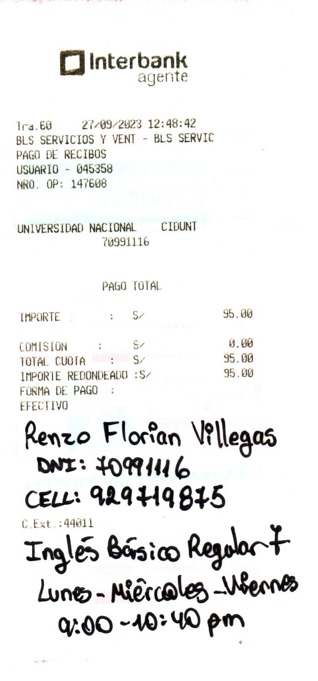 Interbank
agente
Tra.60 27/09/2023 12:48:42
BLS SERVICIOS Y VENT - BLS SERVIC
PAGO DE RECIBOS
USUARIO - 045358
NRO. OP: 147608
UNIVERSIDAD NACIONAL CIDUNT
70991116
PAGO TOTAL
IMPORTE : S/ 95.00
COMISION : S/ 0.00
TOTAL CUOTA : S/ 95.00
IMPORTE REDONDEADO :S/ 95.00
FORMA DE PAGO :
EFECTIVO
Renzo Florian Villegas
DNI: 70991116
CELL: 929719875
C.Ext.:44011
Inglés Básico Regular 7
Lunes - Miércoles - Viernes
9:00 - 10:40 pm